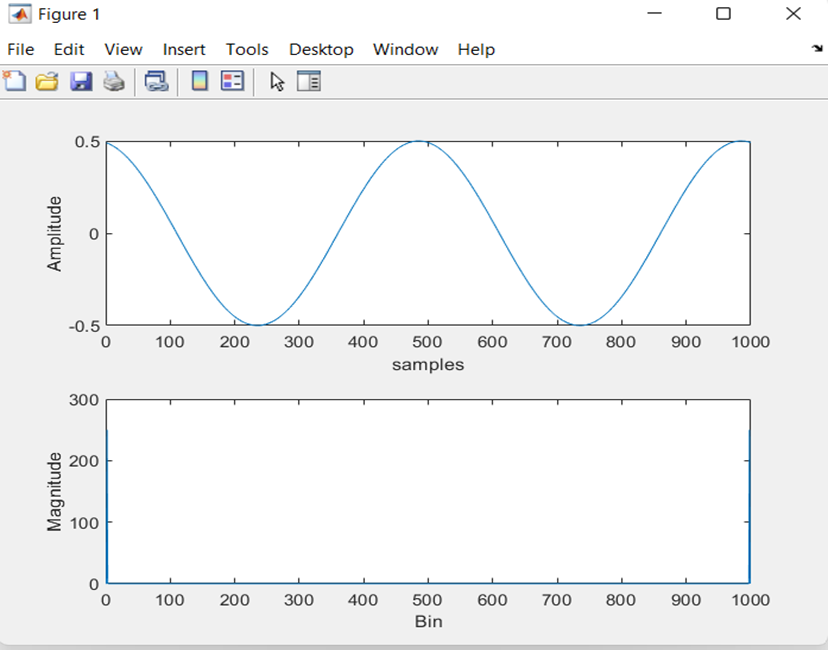 Figure 1
File Edit View Insert Tools Desktop Window Help
0.5
0
-0.5
Amplitude
0 100 200 300 400 500 600 700 800 900 1000
samples
300
200
100
0
Magnitude
0 100 200 300 400 500 600 700 800 900 1000
Bin